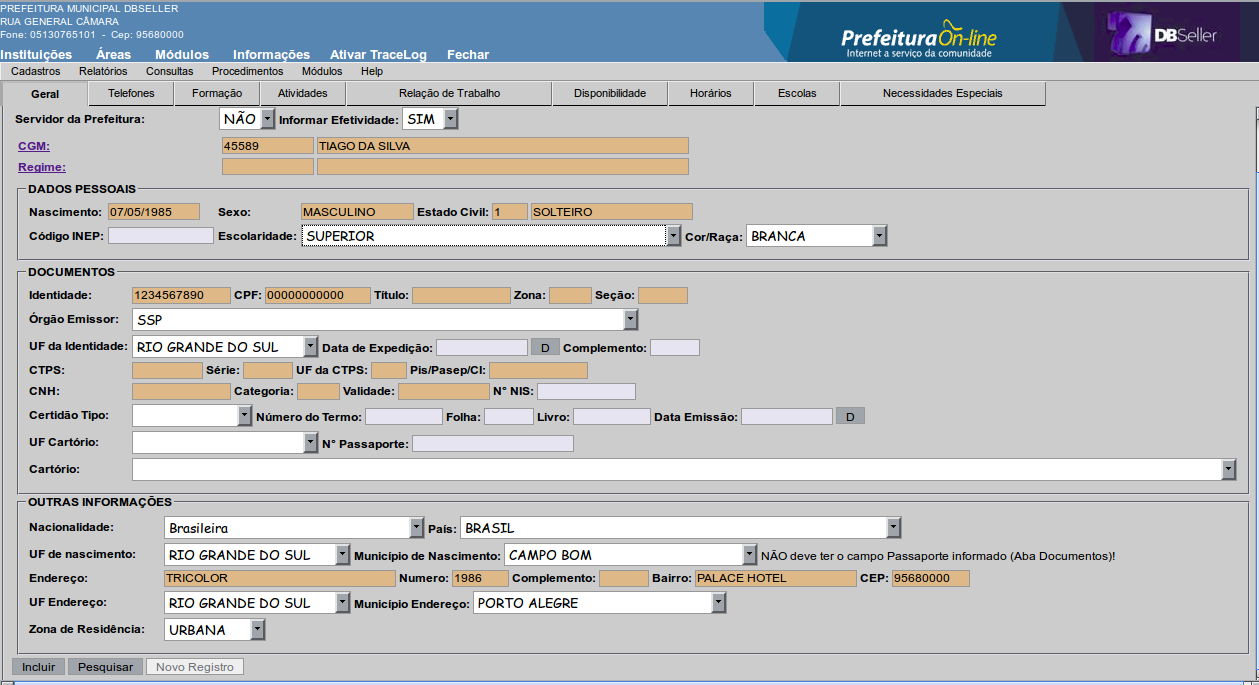 PREFEITURA MUNICIPAL DBSELLER
RUA GENERAL CÂMARA
Fone: 05130765101 - Cep: 95680000
PrefeituraOn-line
Internet a serviço da comunidade
DBSeller
Instituições Áreas Módulos Informações Ativar TraceLog Fechar
Cadastros Relatórios Consultas Procedimentos Módulos Help
Geral Telefones Formação Atividades Relação de Trabalho Disponibilidade Horários Escolas Necessidades Especiais
Servidor da Prefeitura: NÃO Informar Efetividade: SIM
CGM: 45589 TIAGO DA SILVA
Regime:
DADOS PESSOAIS
Nascimento: 07/05/1985 Sexo: MASCULINO Estado Civil: 1 SOLTEIRO
Código INEP: Escolaridade: SUPERIOR Cor/Raça: BRANCA
DOCUMENTOS
Identidade: 1234567890 CPF: 00000000000 Título: Zona: Seção:
Órgão Emissor: SSP
UF da Identidade: RIO GRANDE DO SUL Data de Expedição: D Complemento:
CTPS: Série: UF da CTPS: Pis/Pasep/CI:
CNH: Categoria: Validade: N° NIS:
Certidão Tipo: Número do Termo: Folha: Livro: Data Emissão: D
UF Cartório: N° Passaporte:
Cartório:
OUTRAS INFORMAÇÕES
Nacionalidade: Brasileira País: BRASIL
UF de nascimento: RIO GRANDE DO SUL Município de Nascimento: CAMPO BOM NÃO deve ter o campo Passaporte informado (Aba Documentos)!
Endereço: TRICOLOR Numero: 1986 Complemento: Bairro: PALACE HOTEL CEP: 95680000
UF Endereço: RIO GRANDE DO SUL Município Endereço: PORTO ALEGRE
Zona de Residência: URBANA
Incluir Pesquisar Novo Registro